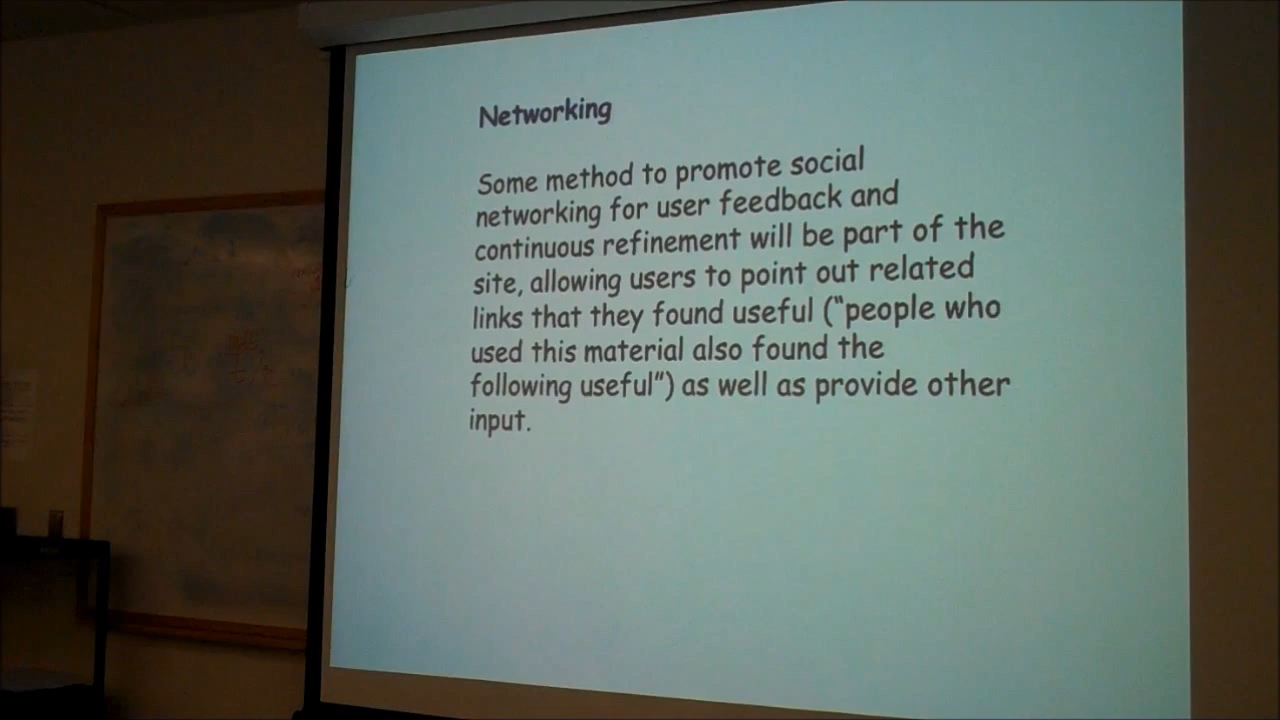 Networking
Some method to promote social
networking for user feedback and
continuous refinement will be part of the
site, allowing users to point out related
links that they found useful (“people who
used this material also found the
following useful”) as well as provide other
input.